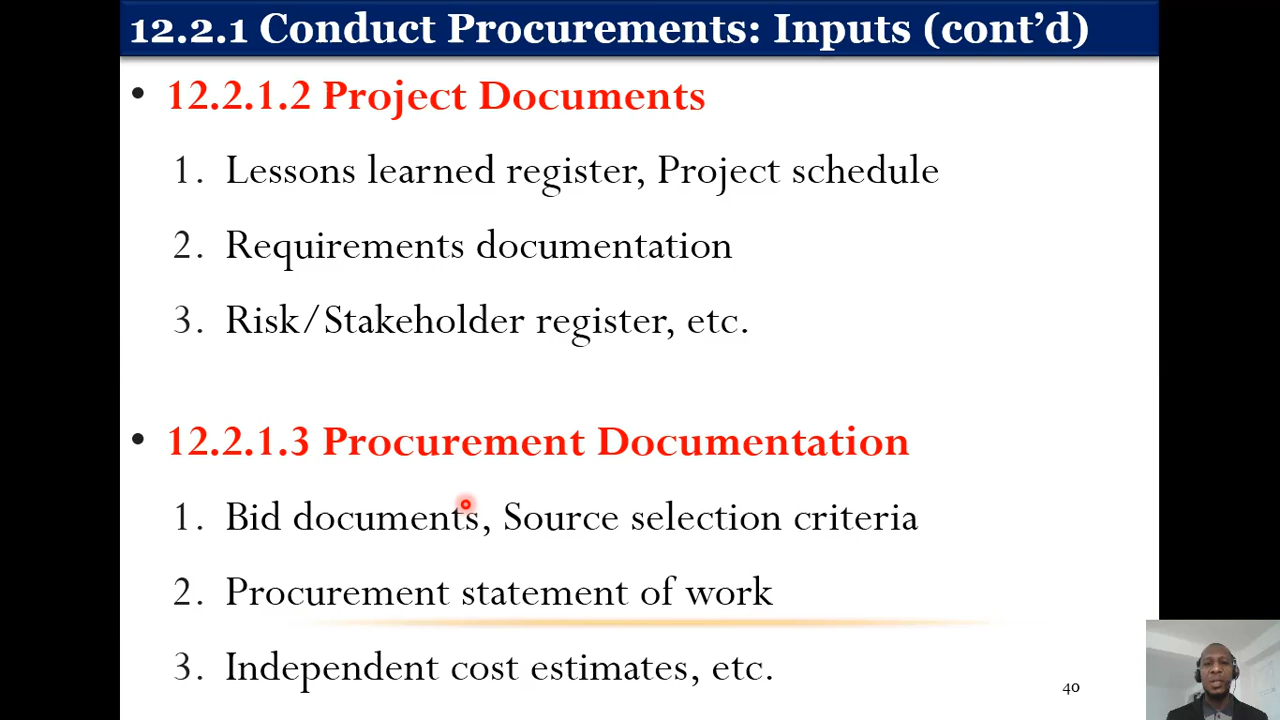 12.2.1 Conduct Procurements: Inputs (cont’d)
• 12.2.1.2 Project Documents
1. Lessons learned register, Project schedule
2. Requirements documentation
3. Risk/Stakeholder register, etc.
• 12.2.1.3 Procurement Documentation
1. Bid documents, Source selection criteria
2. Procurement statement of work
3. Independent cost estimates, etc.
40